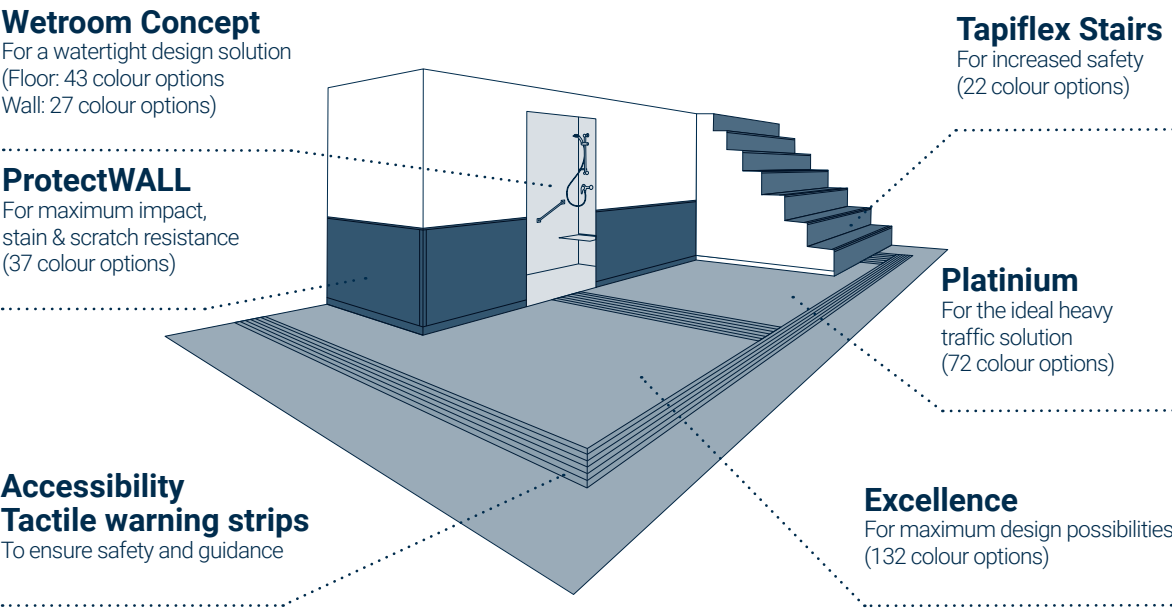 Wetroom Concept
For a watertight design solution
(Floor: 43 colour options
Wall: 27 colour options)
ProtectWALL
For maximum impact,
stain & scratch resistance
(37 colour options)
Accessibility
Tactile warning strips
To ensure safety and guidance
Tapiflex Stairs
For increased safety
(22 colour options)
Platinium
For the ideal heavy
traffic solution
(72 colour options)
Excellence
For maximum design possibilities
(132 colour options)